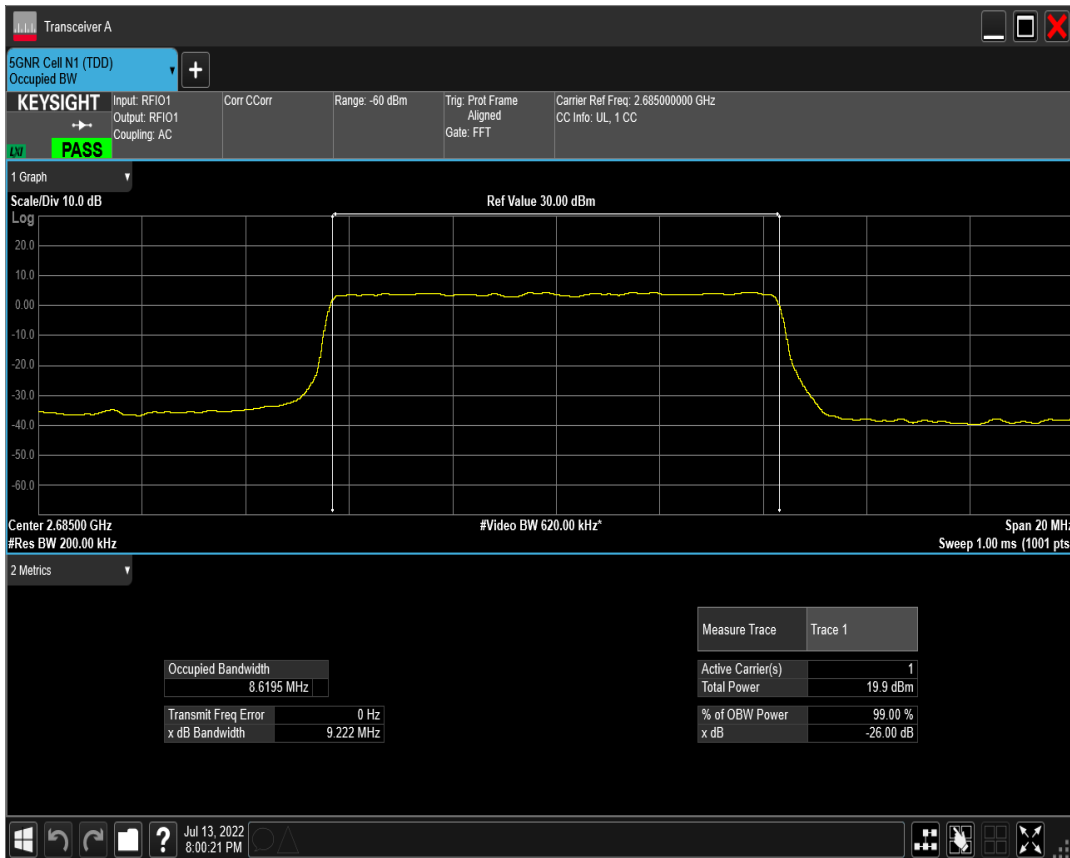 Transceiver A
5GNR Cell N1 (TDD)
Occupied BW
+
KEYSIGHT
Input: RFIO1
Output: RFIO1
Coupling: AC
Corr CCorr
Range: -60 dBm
Trig: Prot Frame
Aligned
Gate: FFT
Carrier Ref Freq: 2.685000000 GHz
CC Info: UL, 1 CC
LXI
PASS
1 Graph
Scale/Div 10.0 dB
Ref Value 30.00 dBm
Log
20.0
10.0
0.00
-10.0
-20.0
-30.0
-40.0
-50.0
-60.0
Center 2.68500 GHz
#Video BW 620.00 kHz*
Span 20 MHz
#Res BW 200.00 kHz
Sweep 1.00 ms (1001 pts
2 Metrics
Measure Trace Trace 1
Occupied Bandwidth
8.6195 MHz
Active Carrier(s) 1
Total Power 19.9 dBm
Transmit Freq Error 0 Hz
x dB Bandwidth 9.222 MHz
% of OBW Power 99.00 %
x dB -26.00 dB
?
Jul 13, 2022
8:00:21 PM